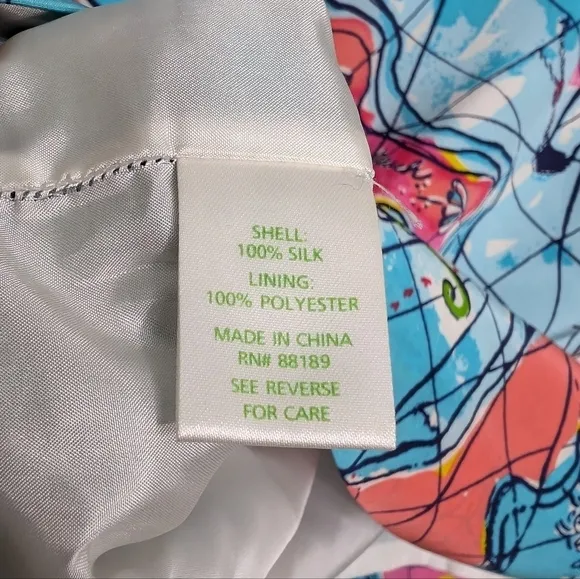 SHELL:
100% SILK
LINING:
100% POLYESTER
MADE IN CHINA
RN# 88189
SEE REVERSE
FOR CARE